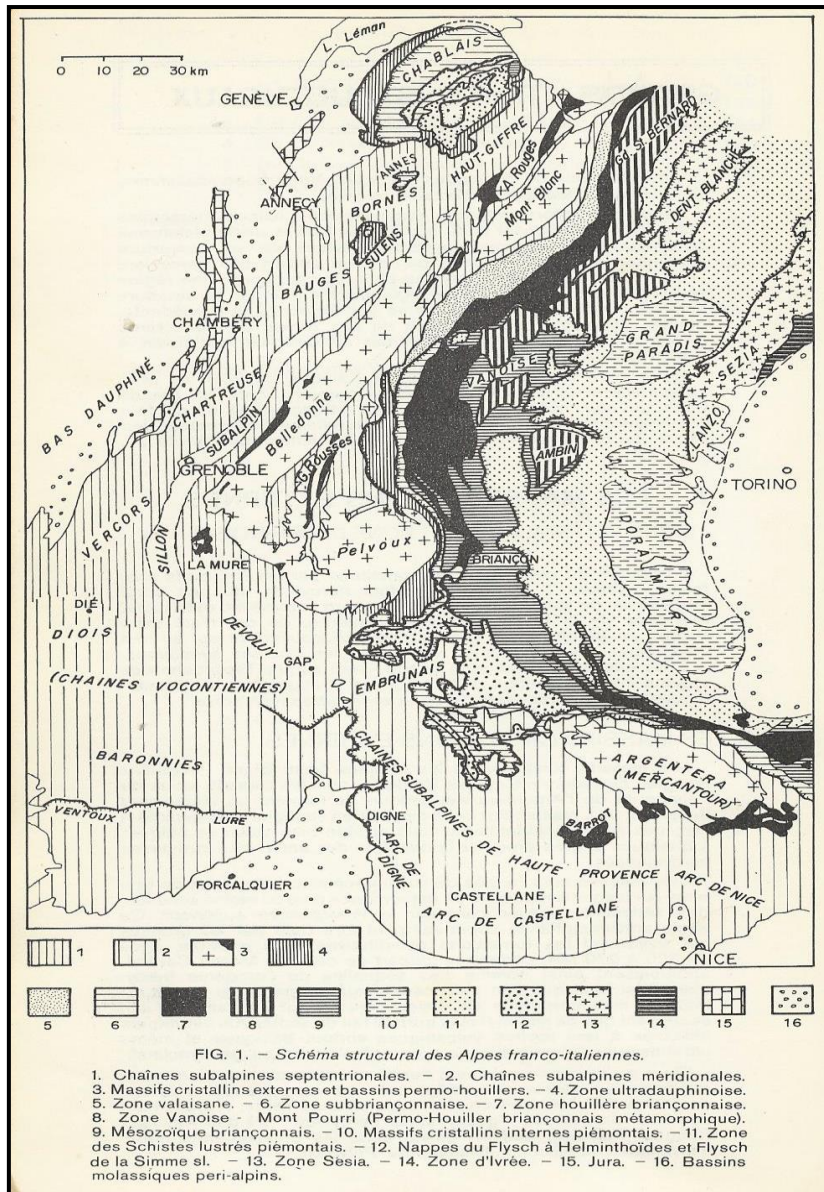 L. Léman
0 10 20 30 km
CHABLAIS
GENÈVE
HAUT-GIFFRE
A. Rouges
Mont-Blanc
Gd St BERNARD
DENT-BLANCHE
ANNES
BORNES
ANNECY
SULENS
BAUGES
CHAMBÉRY
VANOISE
GRAND
PARADIS
SEZIA
LANZO
BAS DAUPHINÉ
CHARTREUSE
SUBALPIN
Belledonne
AMBIN
GRENOBLE
G. Rousses
TORINO
VERCORS
SILLON
LA MURE
Pelvoux
BRIANÇON
DORA MAIRA
DIÉ
DIOIS
DEVOLUY
GAP
(CHAINES VOCONTIENNES)
EMBRUNAIS
BARONNIES
CHAINES SUBALPINES DE HAUTE PROVENCE
ARGENTERA
(MERCANTOUR)
VENTOUX
LURE
DIGNE
ARC DE
DIGNE
BARROT
ARC DE NICE
FORCALQUIER
CASTELLANE
ARC DE CASTELLANE
NICE
1 2 3 4
5 6 7 8 9 10 11 12 13 14 15 16
FIG. 1. – Schéma structural des Alpes franco-italiennes.
1. Chaînes subalpines septentrionales. – 2. Chaînes subalpines méridionales.
3. Massifs cristallins externes et bassins permo-houillers. – 4. Zone ultradauphinoise.
5. Zone valaisane. – 6. Zone subbriançonnaise. – 7. Zone houillère briançonnaise.
8. Zone Vanoise - Mont Pourri (Permo-Houiller briançonnais métamorphique).
9. Mésozoïque briançonnais. – 10. Massifs cristallins internes piémontais. – 11. Zone
des Schistes lustrés piémontais. – 12. Nappes du Flysch à Helminthoïdes et Flysch
de la Simme sl. – 13. Zone Sesia. – 14. Zone d'Ivrée. – 15. Jura. – 16. Bassins
molassiques peri-alpins.